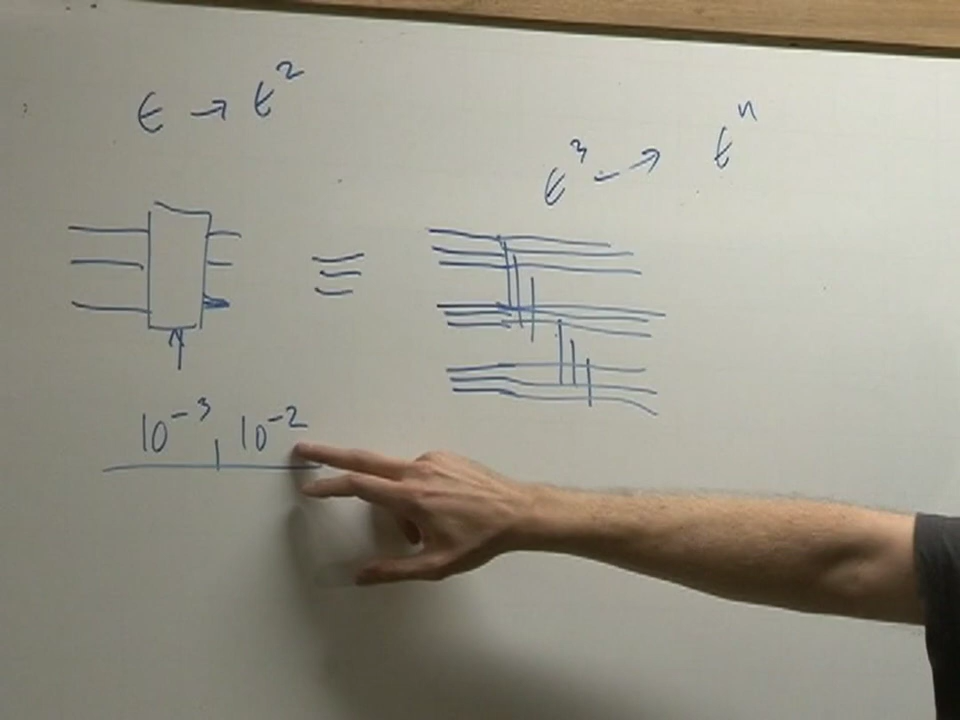 ϵ → ϵ²
ϵ³ → ϵⁿ
≡
10⁻³, 10⁻²